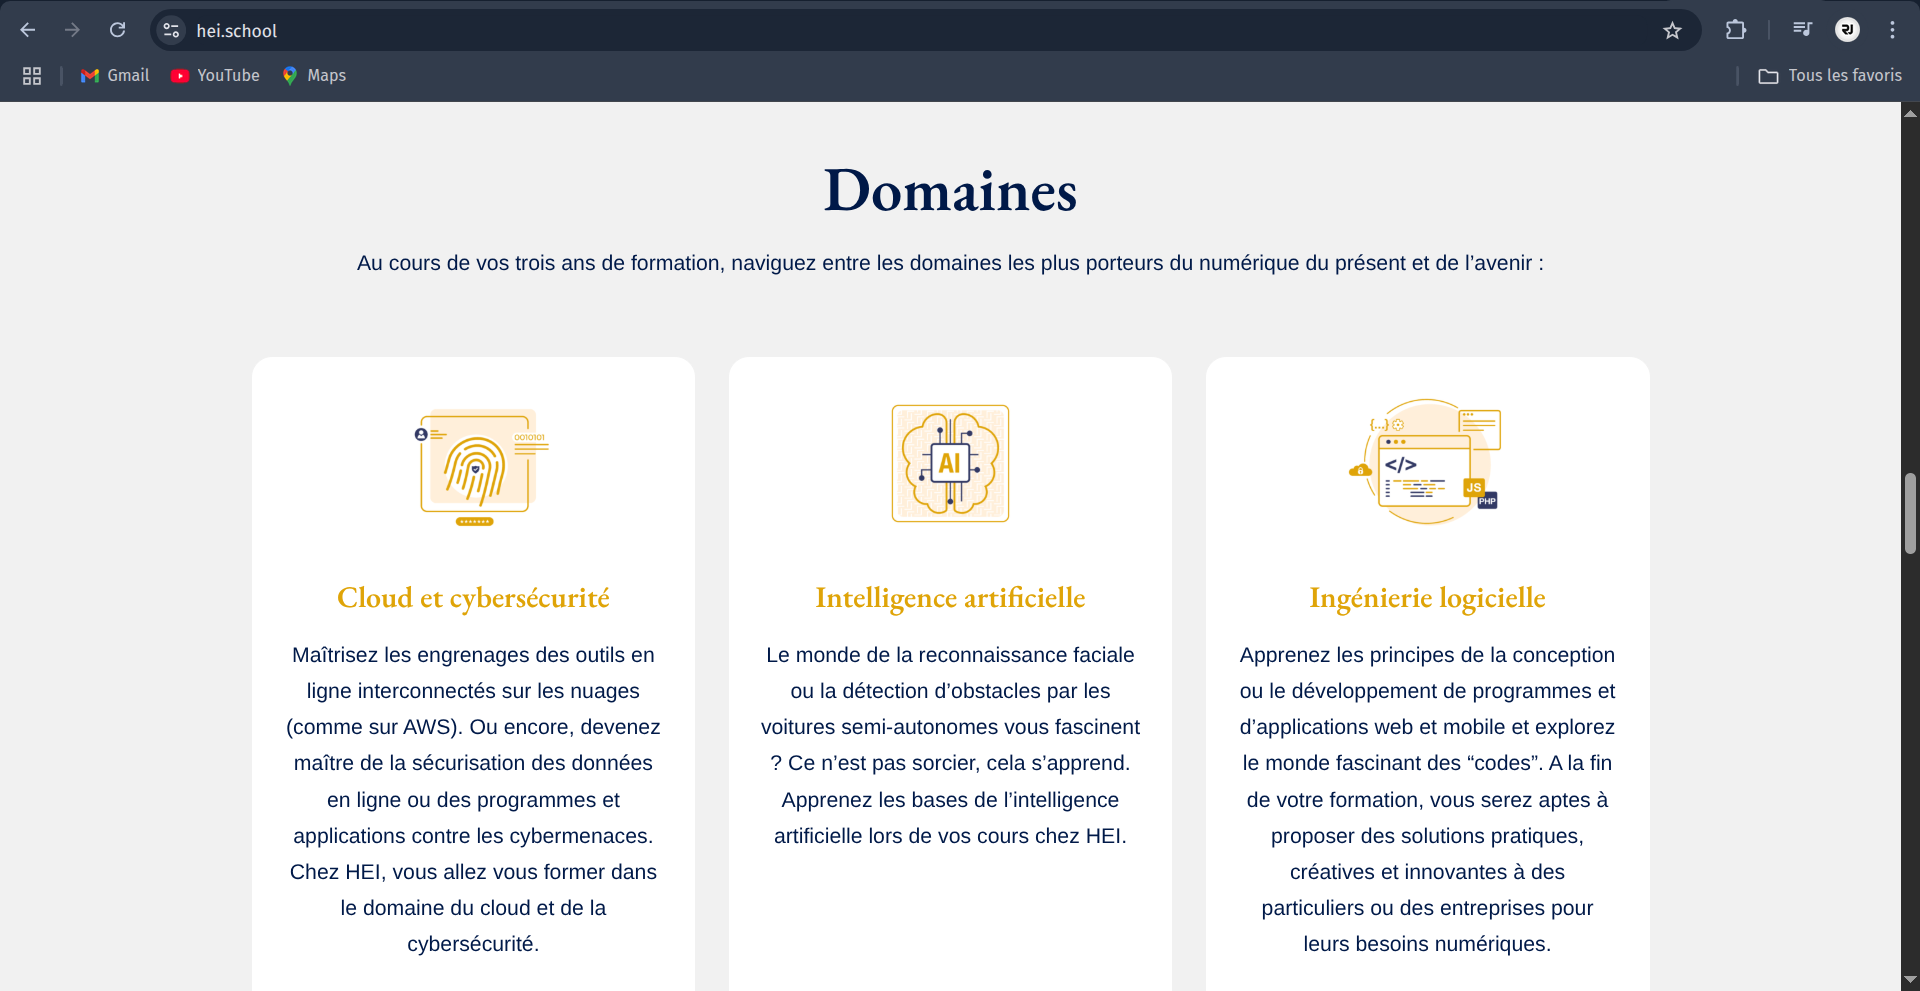 hei.school
Gmail
YouTube
Maps
Tous les favoris
Domaines
Au cours de vos trois ans de formation, naviguez entre les domaines les plus porteurs du numérique du présent et de l’avenir :
0010101
Cloud et cybersécurité
Maîtrisez les engrenages des outils en
ligne interconnectés sur les nuages
(comme sur AWS). Ou encore, devenez
maître de la sécurisation des données
en ligne ou des programmes et
applications contre les cybermenaces.
Chez HEI, vous allez vous former dans
le domaine du cloud et de la
cybersécurité.
AI
Intelligence artificielle
Le monde de la reconnaissance faciale
ou la détection d’obstacles par les
voitures semi-autonomes vous fascinent
? Ce n’est pas sorcier, cela s’apprend.
Apprenez les bases de l’intelligence
artificielle lors de vos cours chez HEI.
{...}
</>
JS
PHP
Ingénierie logicielle
Apprenez les principes de la conception
ou le développement de programmes et
d’applications web et mobile et explorez
le monde fascinant des “codes”. A la fin
de votre formation, vous serez aptes à
proposer des solutions pratiques,
créatives et innovantes à des
particuliers ou des entreprises pour
leurs besoins numériques.